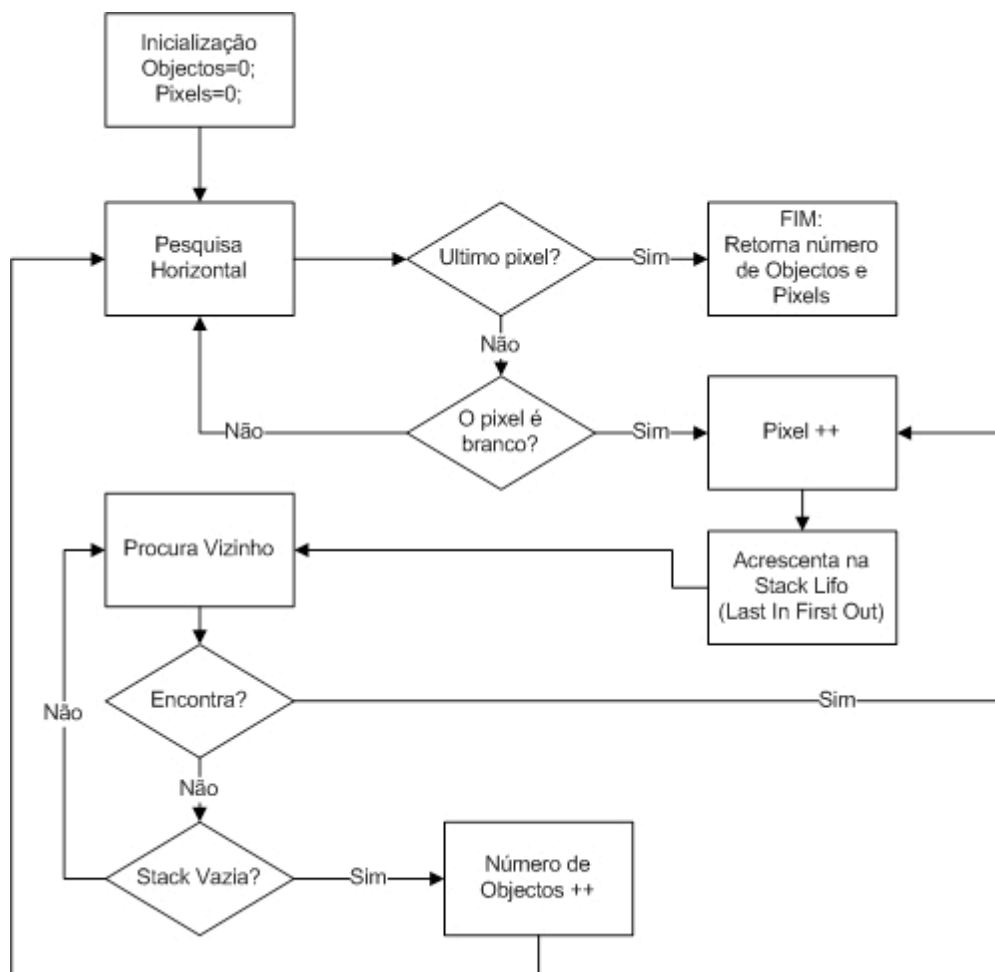 Inicialização
Objectos=0;
Pixels=0;
Pesquisa
Horizontal
Ultimo pixel?
Sim
FIM:
Retorna número
de Objectos e
Pixels
Não
O pixel é
branco?
Não
Sim
Pixel ++
Procura Vizinho
Acrescenta na
Stack Lifo
(Last In First Out)
Encontra?
Sim
Não
Não
Stack Vazia?
Sim
Número de
Objectos ++